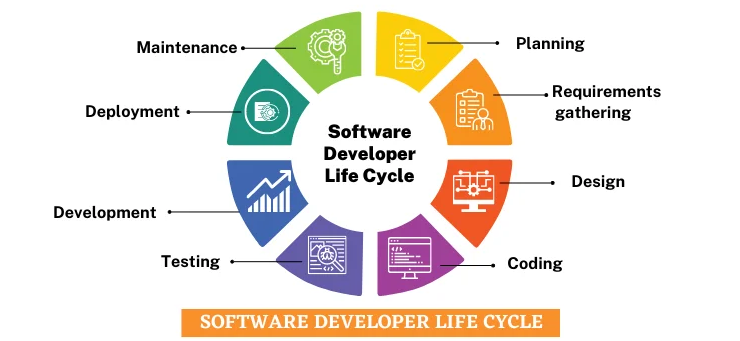 Maintenance
Planning
Deployment
Requirements
gathering
Software
Developer
Life Cycle
Development
Design
Testing
Coding
SOFTWARE DEVELOPER LIFE CYCLE